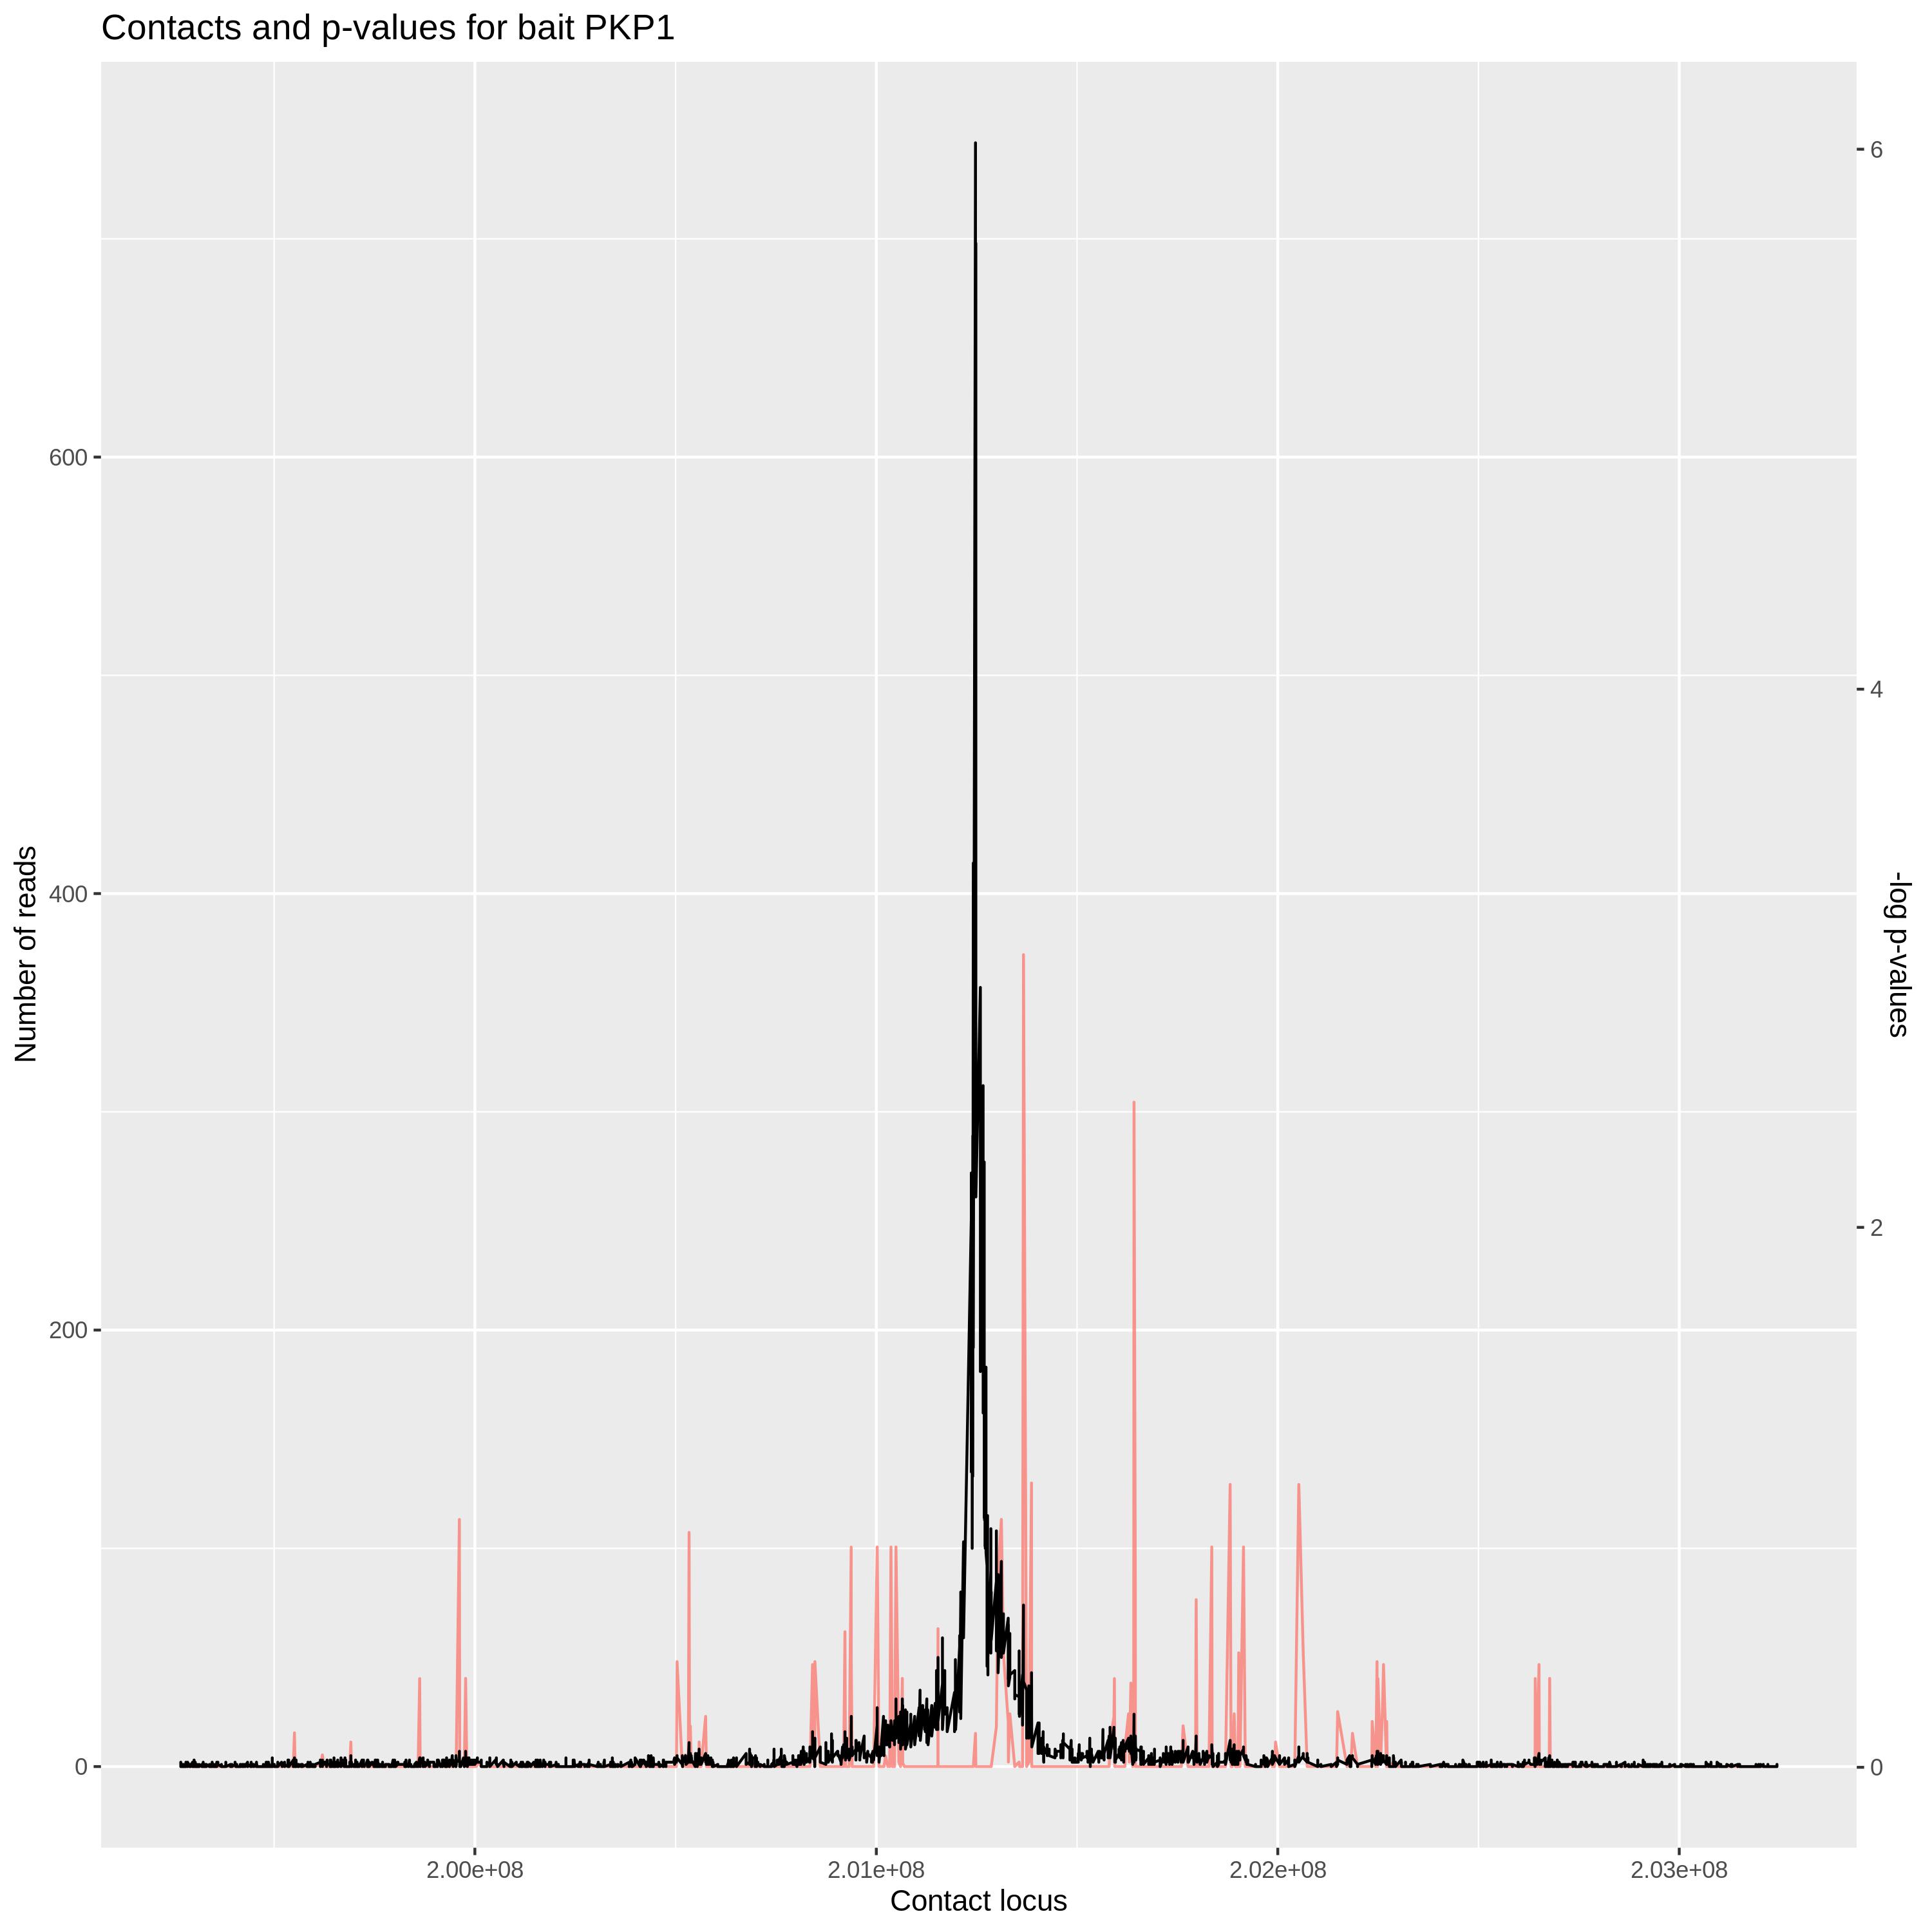 Contacts and p-values for bait PKP1
Number of reads
600
400
200
0
6
4
2
0
-log p-values
2.00e+08
2.01e+08
2.02e+08
2.03e+08
Contact locus